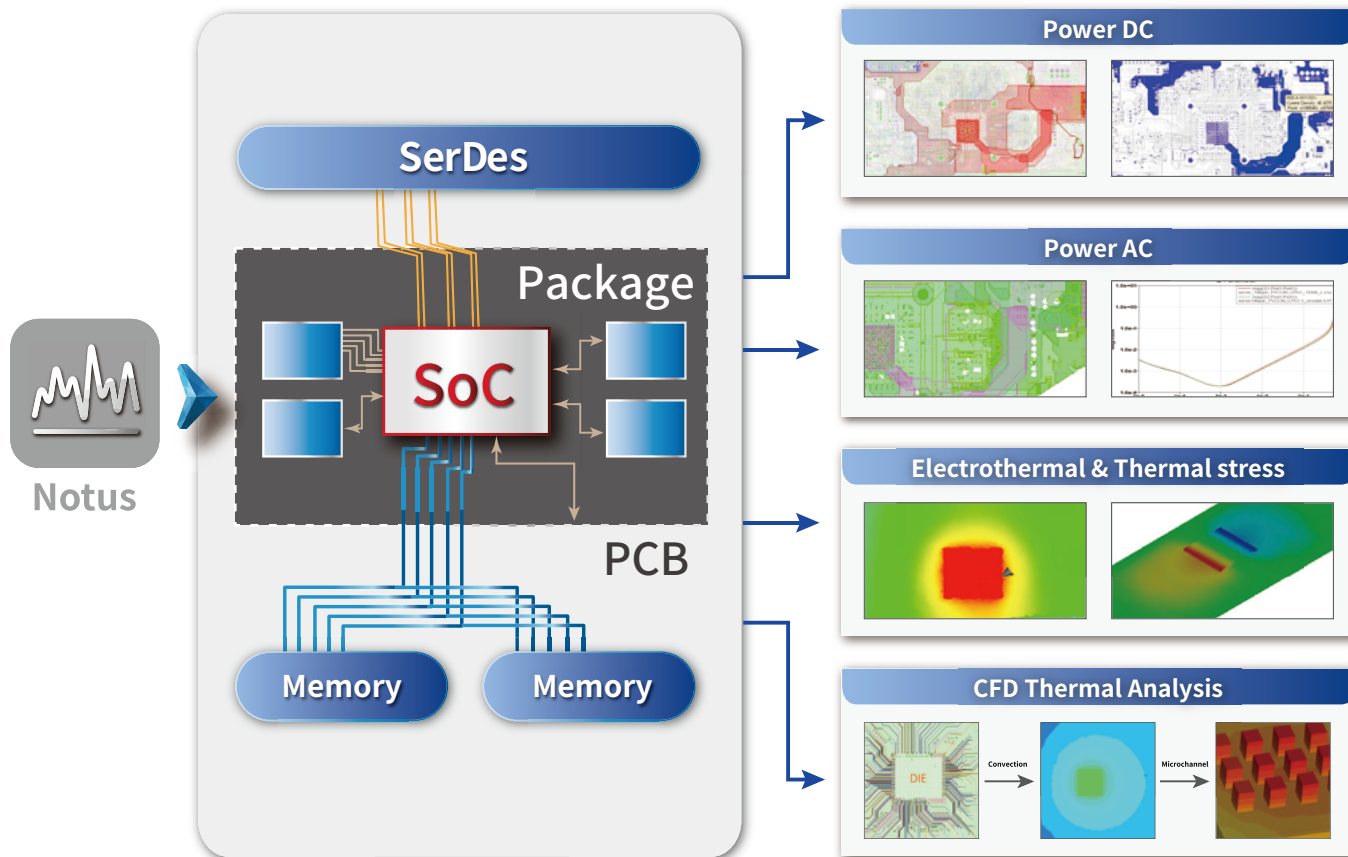 Notus
SerDes
Package
SoC
PCB
Memory
Memory
Power DC
Power AC
Electrothermal & Thermal stress
CFD Thermal Analysis
DIE
Convection
Microchannel